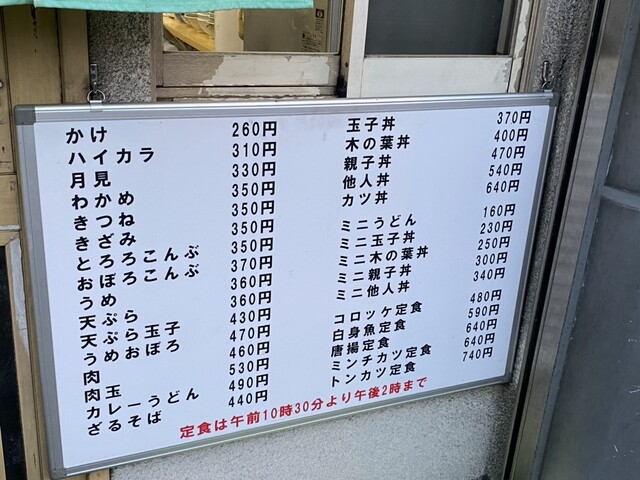 かけ 260円
ハイカラ 310円
月見 330円
わかめ 350円
きつね 350円
きざみ 350円
とろろこんぶ 350円
おぼろこんぶ 370円
うめ 360円
天ぷら 360円
天ぷら玉子 430円
うめおぼろ 470円
肉 460円
肉玉 530円
カレーうどん 490円
ざるそば 440円
玉子丼 370円
木の葉丼 400円
親子丼 470円
他人丼 540円
カツ丼 640円
ミニうどん 160円
ミニ玉子丼 230円
ミニ木の葉丼 250円
ミニ親子丼 300円
ミニ他人丼 340円
コロッケ定食 480円
白身魚定食 590円
唐揚定食 640円
ミンチカツ定食 640円
トンカツ定食 740円
定食は午前10時30分より午後2時まで